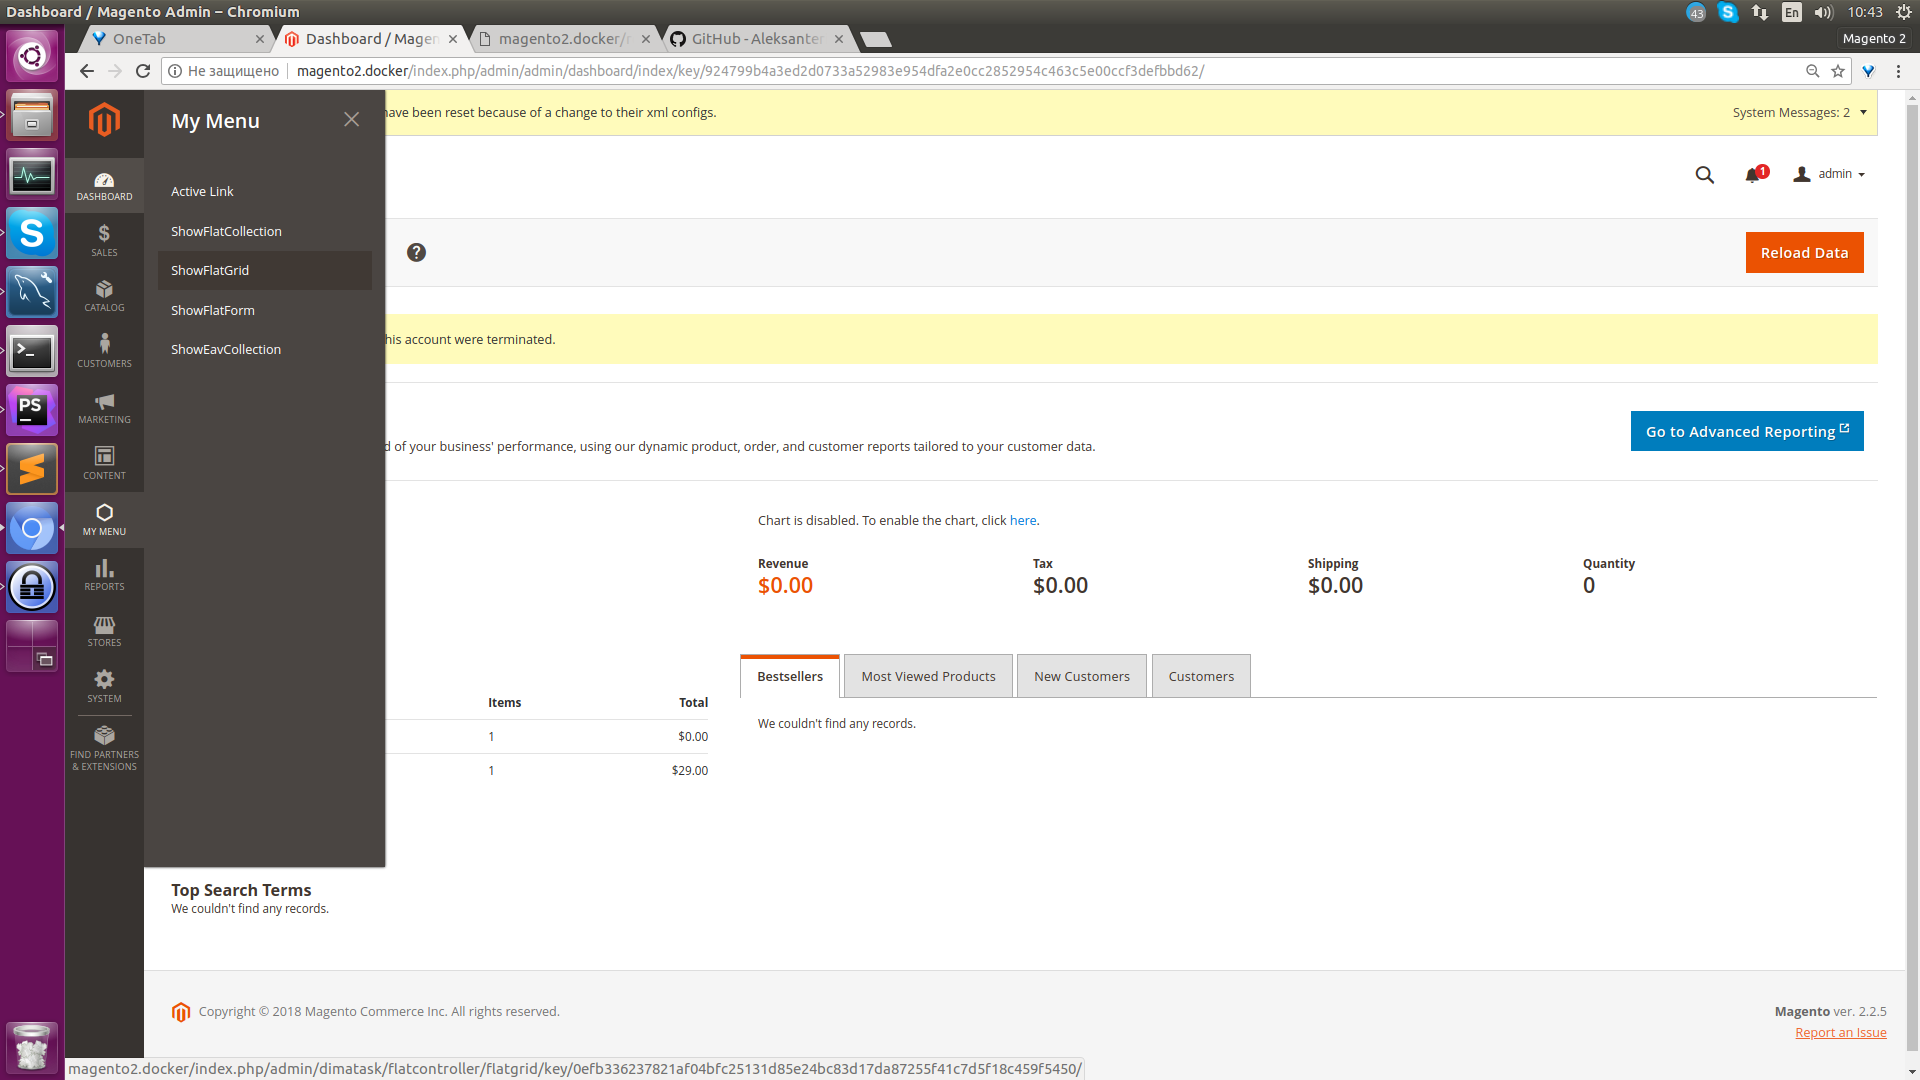 Dashboard / Magento Admin – Chromium
43
En
10:43
OneTab
Dashboard / Magen
magento2.docker/
GitHub - Aleksanter
Magento 2
Не защищено
magento2.docker/index.php/admin/admin/dashboard/index/key/924799b4a3ed2d0733a52983e954dfa2e0cc2852954c463c5e00ccf3defbbd62/
My Menu
have been reset because of a change to their xml configs.
System Messages: 2
DASHBOARD
Active Link
1
admin
SALES
ShowFlatCollection
Reload Data
ShowFlatGrid
CATALOG
ShowFlatForm
his account were terminated.
CUSTOMERS
ShowEavCollection
MARKETING
PS
d of your business' performance, using our dynamic product, order, and customer reports tailored to your customer data.
Go to Advanced Reporting
CONTENT
MY MENU
Chart is disabled. To enable the chart, click here.
Revenue
Tax
Shipping
Quantity
$0.00
$0.00
$0.00
0
REPORTS
STORES
Bestsellers
Most Viewed Products
New Customers
Customers
SYSTEM
Items
Total
We couldn't find any records.
1
$0.00
FIND PARTNERS
& EXTENSIONS
1
$29.00
Top Search Terms
We couldn't find any records.
Copyright © 2018 Magento Commerce Inc. All rights reserved.
Magento ver. 2.2.5
Report an Issue
magento2.docker/index.php/admin/dimatask/flatcontroller/flatgrid/key/0efb336237821af04bfc25131d85e24bc83d17da87255f41c7d5f18c459f5450/